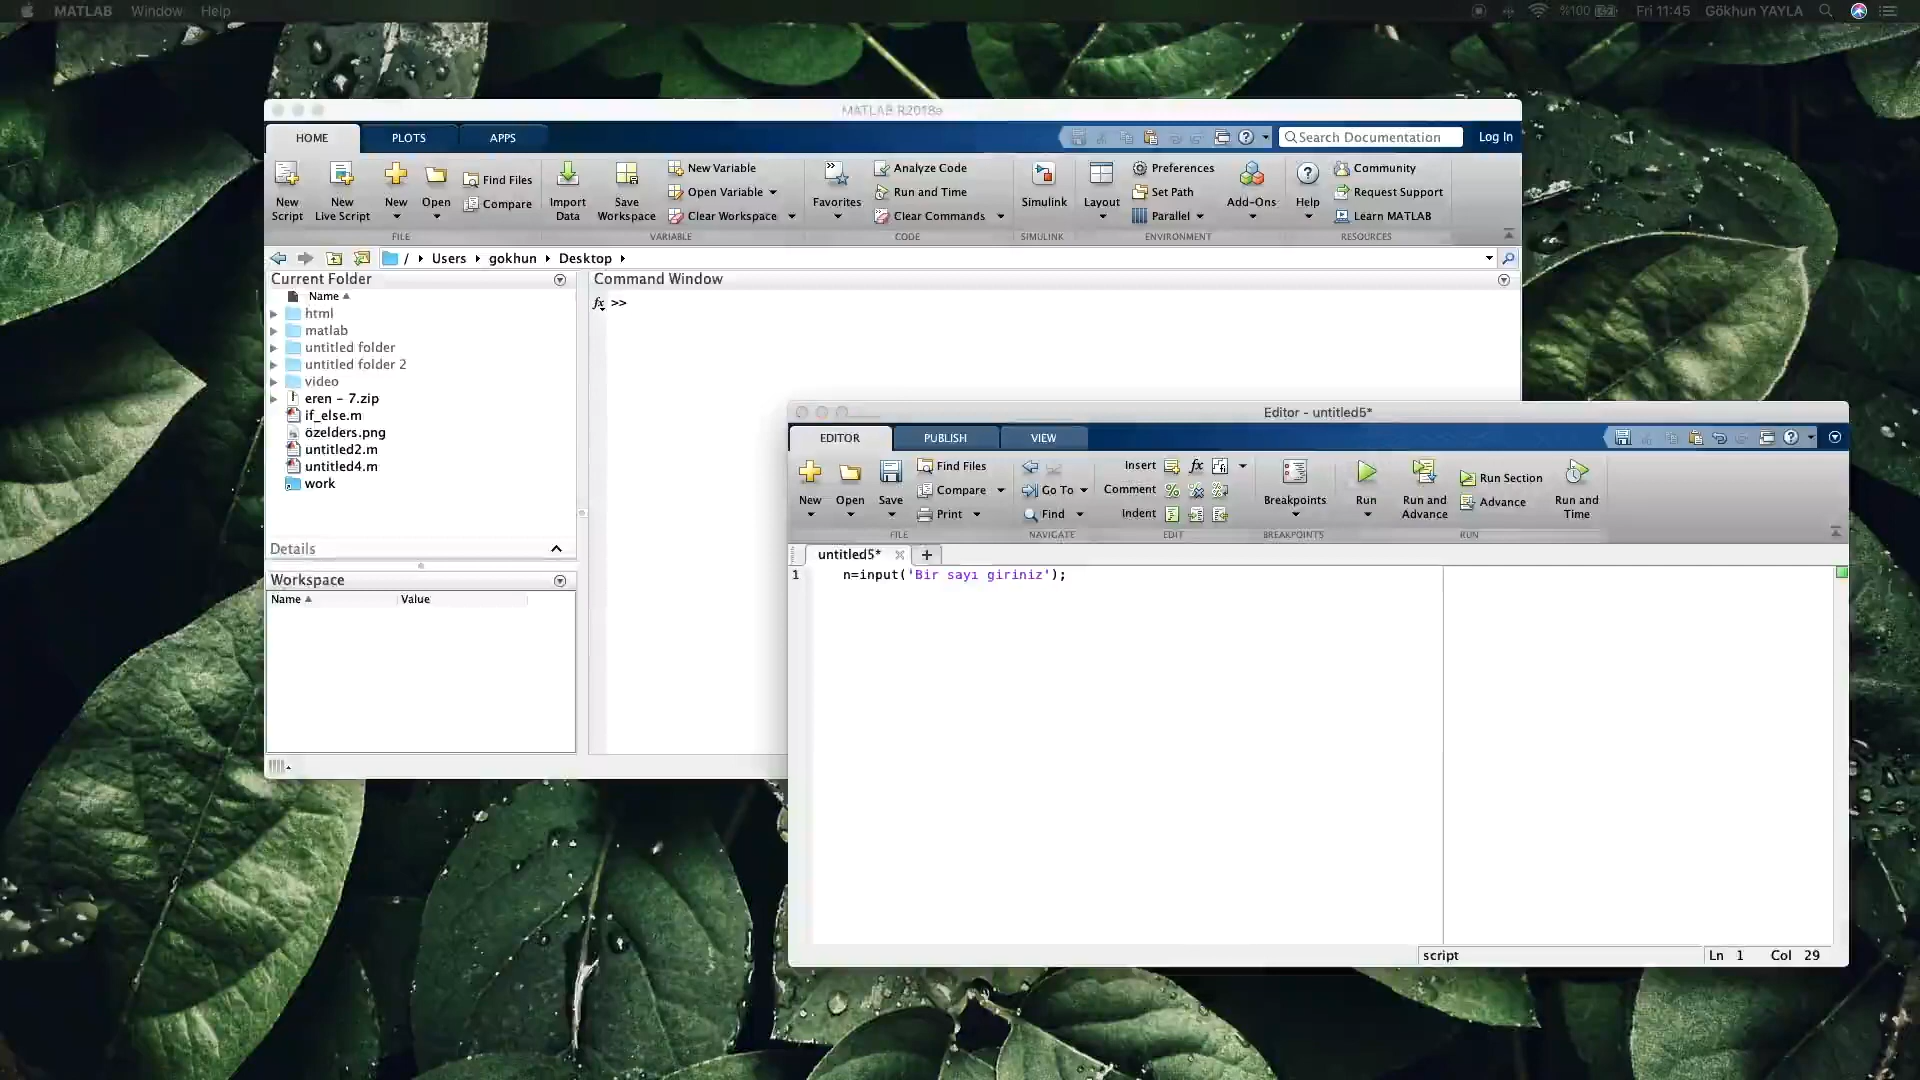 MATLAB Window Help
%100 Fri 11:45 Gökhun YAYLA
MATLAB R2018a
HOME PLOTS APPS
Search Documentation Log In
New Script
New Live Script
New
Open
Find Files
Compare
Import Data
Save Workspace
New Variable
Open Variable
Clear Workspace
Favorites
Analyze Code
Run and Time
Clear Commands
Simulink
Layout
Preferences
Set Path
Parallel
Add-Ons
Help
Community
Request Support
Learn MATLAB
FILE VARIABLE CODE SIMULINK ENVIRONMENT RESOURCES
/ Users gokhun Desktop
Current Folder
Name
html
matlab
untitled folder
untitled folder 2
video
eren - 7.zip
if_else.m
özelders.png
untitled2.m
untitled4.m
work
Details
Workspace
Name Value
Command Window
fx >>
Editor - untitled5*
EDITOR PUBLISH VIEW
New
Open
Save
Find Files
Compare
Print
Go To
Find
Insert fx
Comment
Indent
Breakpoints
Run
Run and Advance
Run Section
Advance
Run and Time
FILE NAVIGATE EDIT BREAKPOINTS RUN
untitled5*
1 n=input('Bir sayı giriniz');
script Ln 1 Col 29